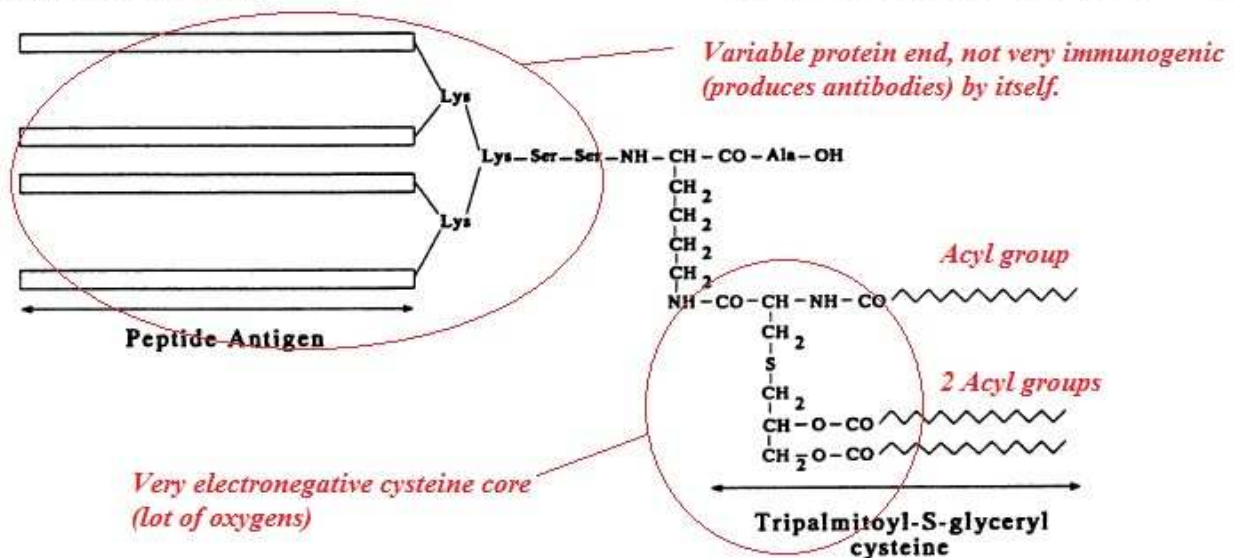 Variable protein end, not very immunogenic
(produces antibodies) by itself.
Lys
Lys–Ser–Ser–NH–CH–CO–Ala–OH
CH2
CH2
Lys
CH2
CH2
Acyl group
NH–CO–CH–NH–CO
Peptide Antigen
CH2
S
2 Acyl groups
CH2
CH–O–CO
CH2–O–CO
Very electronegative cysteine core
(lot of oxygens)
Tripalmitoyl-S-glyceryl
cysteine